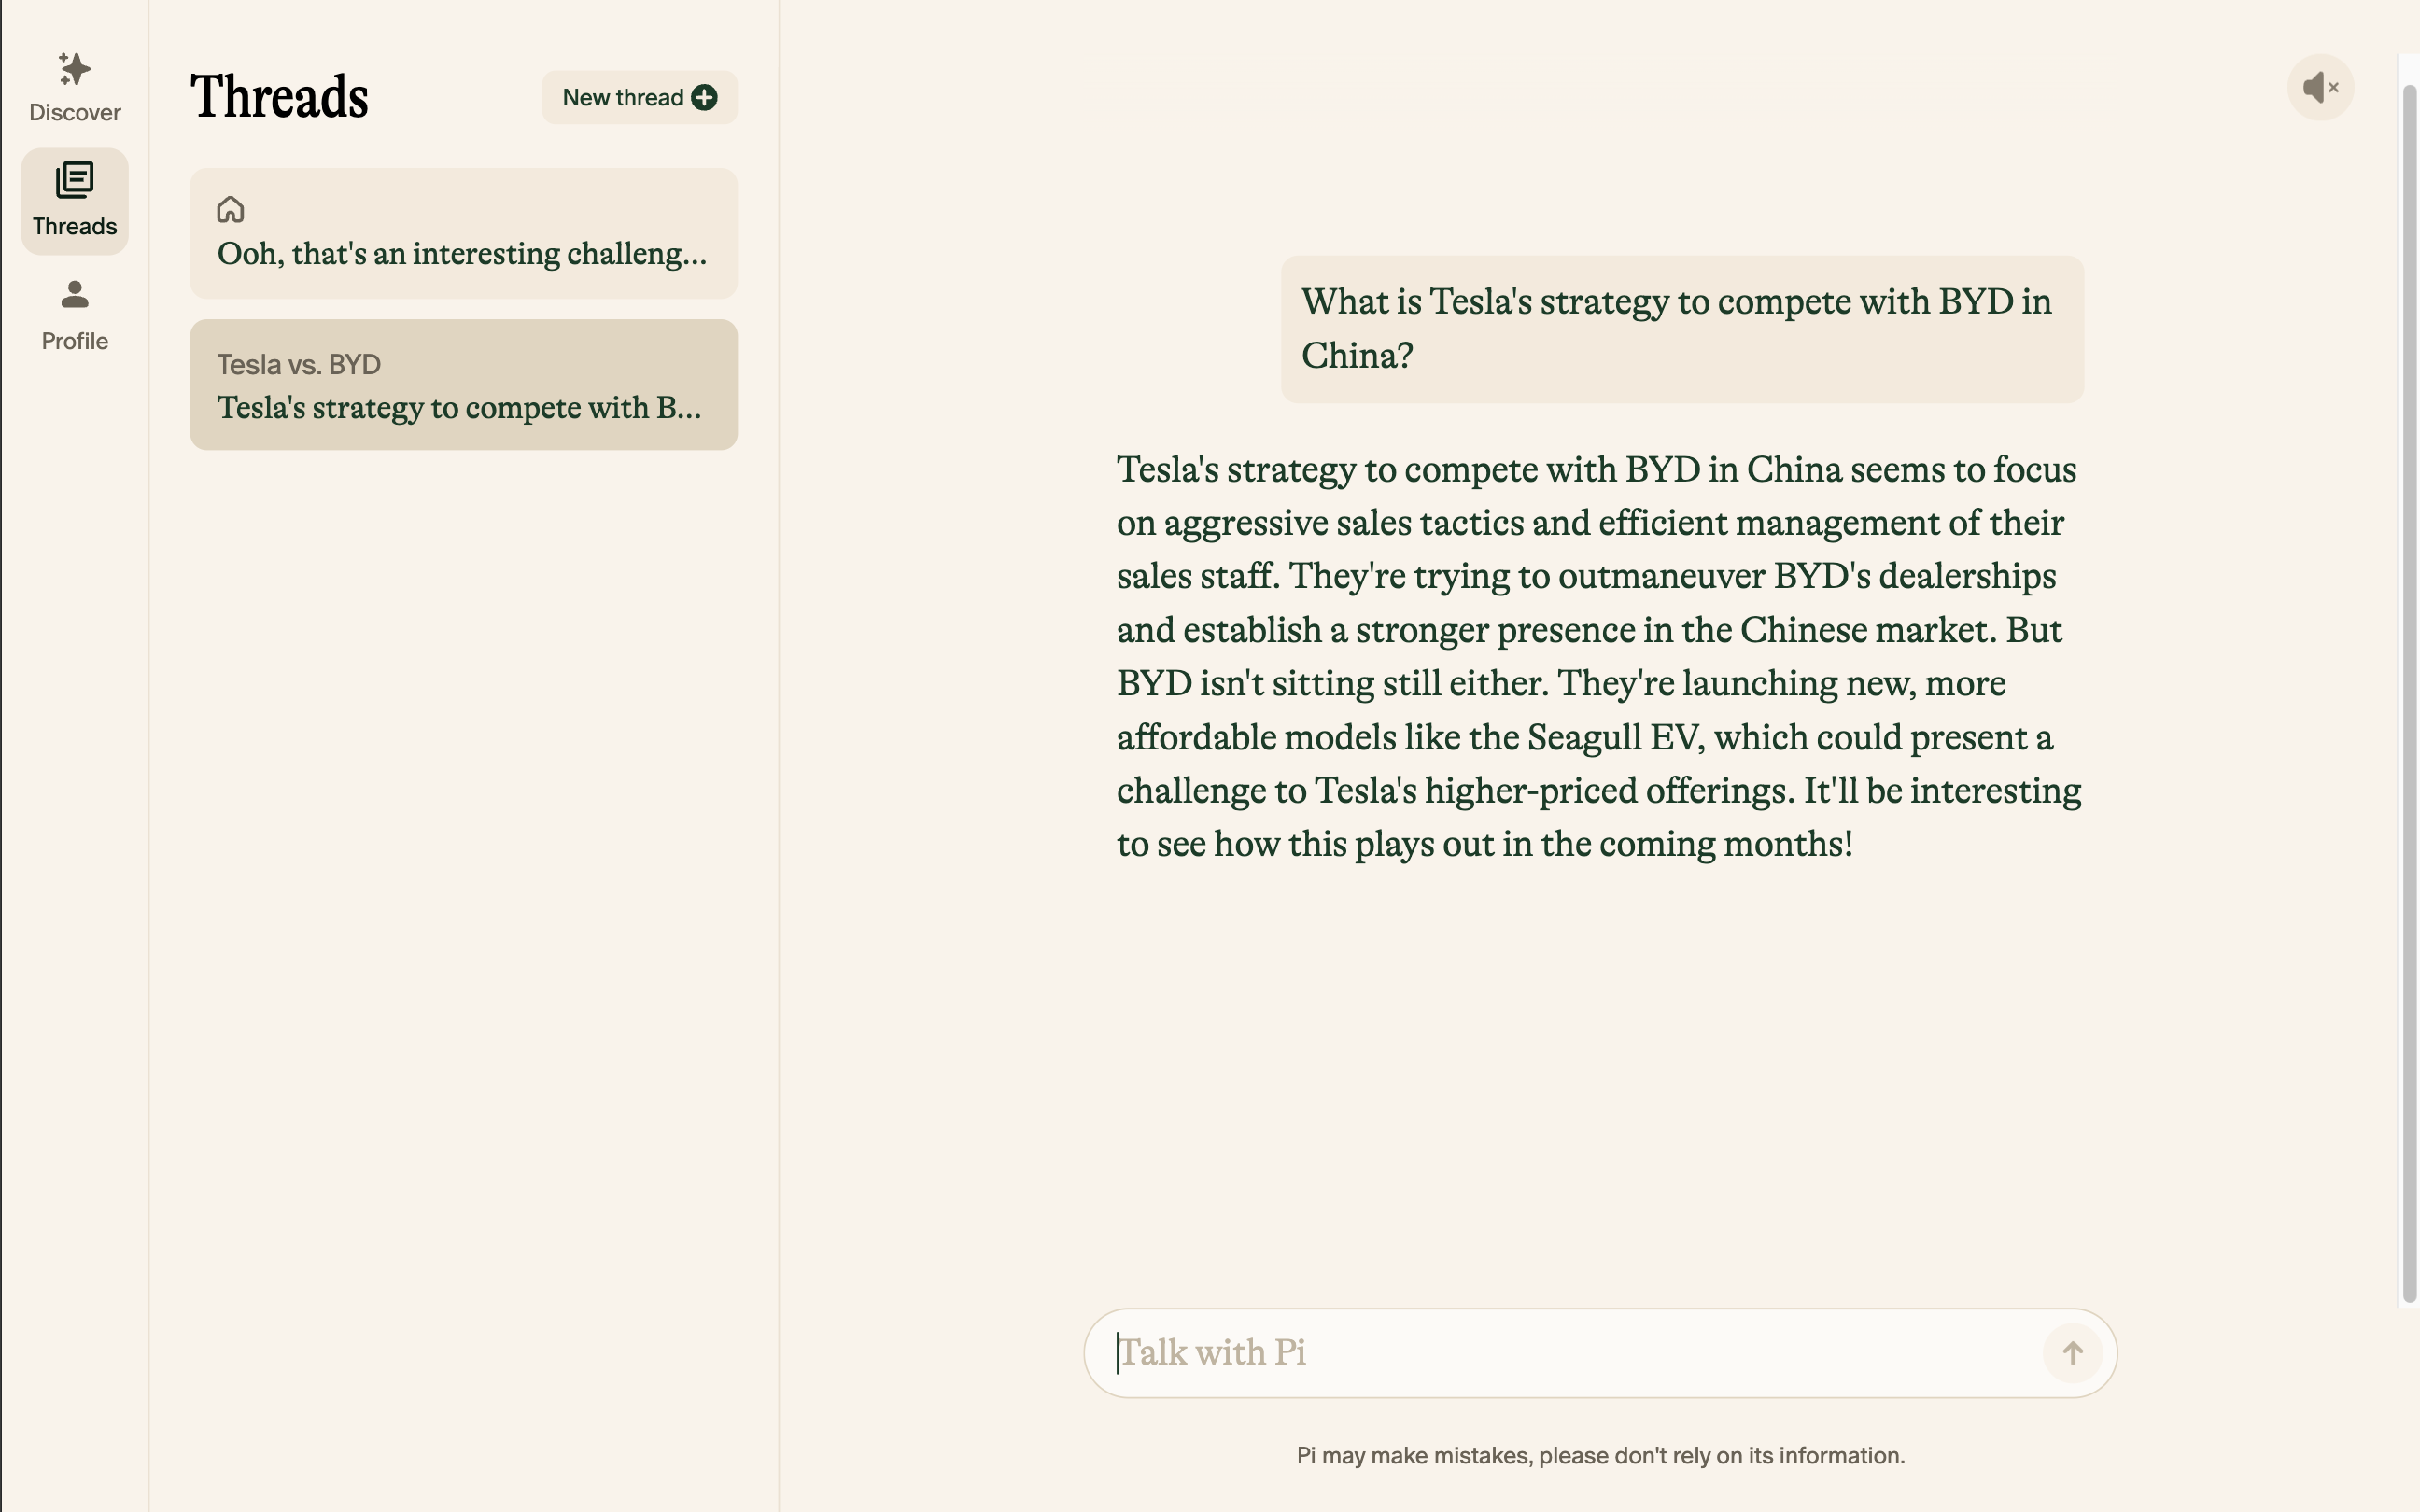 Discover
Threads
Profile
Threads
New thread
Ooh, that's an interesting challeng...
Tesla vs. BYD
Tesla's strategy to compete with B...
What is Tesla's strategy to compete with BYD in
China?
Tesla's strategy to compete with BYD in China seems to focus
on aggressive sales tactics and efficient management of their
sales staff. They're trying to outmaneuver BYD's dealerships
and establish a stronger presence in the Chinese market. But
BYD isn't sitting still either. They're launching new, more
affordable models like the Seagull EV, which could present a
challenge to Tesla's higher-priced offerings. It'll be interesting
to see how this plays out in the coming months!
Talk with Pi
Pi may make mistakes, please don't rely on its information.